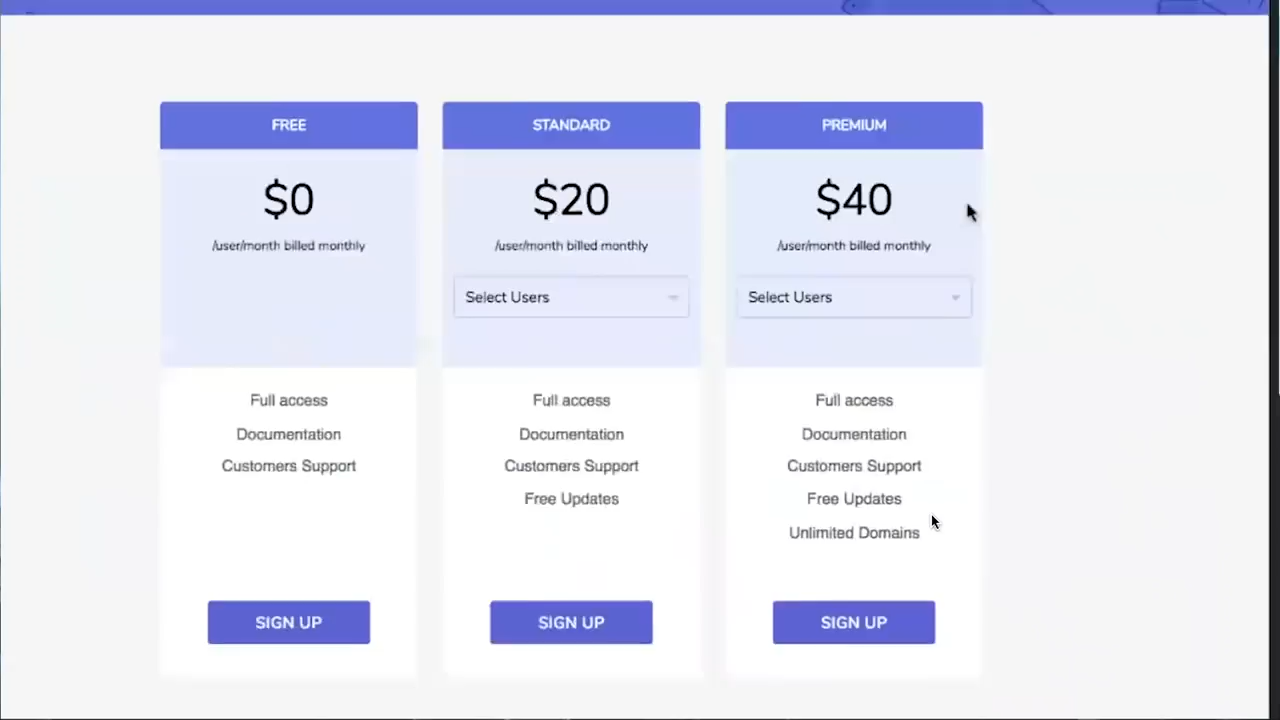 FREE
$0
/user/month billed monthly
Full access
Documentation
Customers Support
SIGN UP
STANDARD
$20
/user/month billed monthly
Select Users
Full access
Documentation
Customers Support
Free Updates
SIGN UP
PREMIUM
$40
/user/month billed monthly
Select Users
Full access
Documentation
Customers Support
Free Updates
Unlimited Domains
SIGN UP